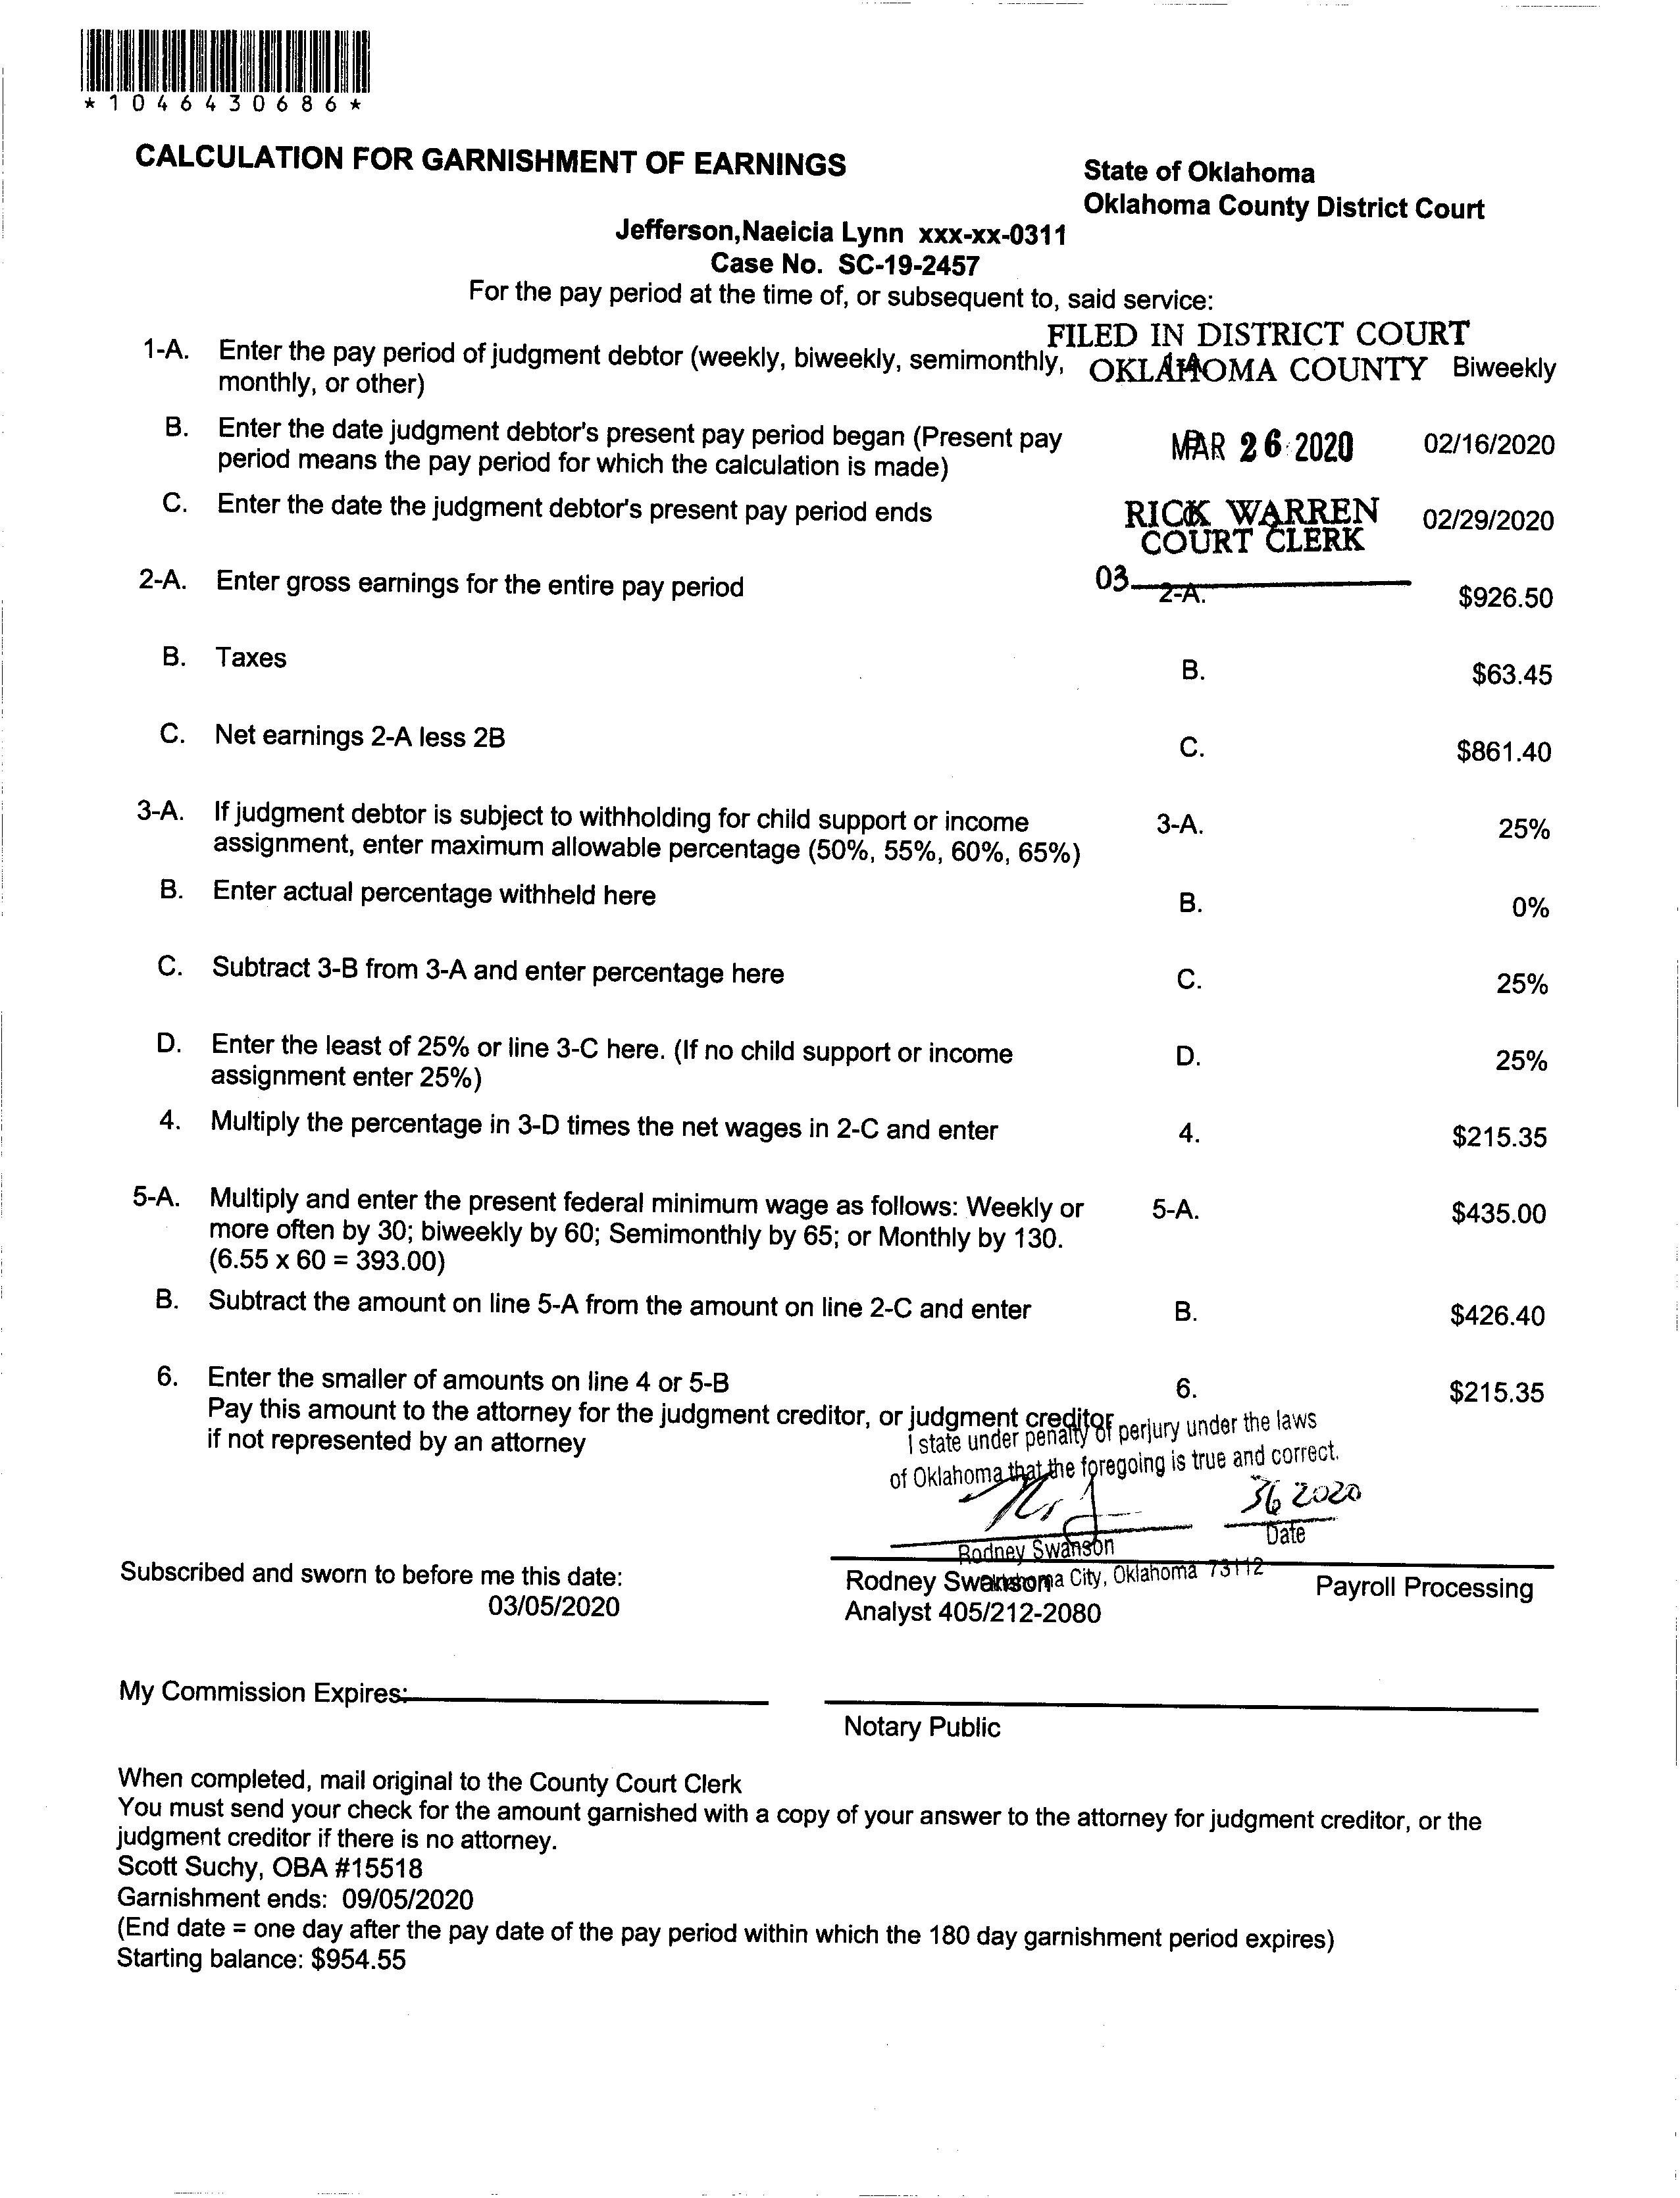 *1046430686*
CALCULATION FOR GARNISHMENT OF EARNINGS
State of Oklahoma
Oklahoma County District Court
Jefferson,Naeicia Lynn xxx-xx-0311
Case No. SC-19-2457
For the pay period at the time of, or subsequent to, said service:
FILED IN DISTRICT COURT
OKLAHOMA COUNTY
1-A. Enter the pay period of judgment debtor (weekly, biweekly, semimonthly, Biweekly
monthly, or other)
B. Enter the date judgment debtor's present pay period began (Present pay MAR 26 2020 02/16/2020
period means the pay period for which the calculation is made)
C. Enter the date the judgment debtor's present pay period ends RICK WARREN 02/29/2020
COURT CLERK
03
2-A. Enter gross earnings for the entire pay period 2-A. $926.50
B. Taxes B. $63.45
C. Net earnings 2-A less 2B C. $861.40
3-A. If judgment debtor is subject to withholding for child support or income 3-A. 25%
assignment, enter maximum allowable percentage (50%, 55%, 60%, 65%)
B. Enter actual percentage withheld here B. 0%
C. Subtract 3-B from 3-A and enter percentage here C. 25%
D. Enter the least of 25% or line 3-C here. (If no child support or income D. 25%
assignment enter 25%)
4. Multiply the percentage in 3-D times the net wages in 2-C and enter 4. $215.35
5-A. Multiply and enter the present federal minimum wage as follows: Weekly or 5-A. $435.00
more often by 30; biweekly by 60; Semimonthly by 65; or Monthly by 130.
(6.55 x 60 = 393.00)
B. Subtract the amount on line 5-A from the amount on line 2-C and enter B. $426.40
6. Enter the smaller of amounts on line 4 or 5-B 6. $215.35
Pay this amount to the attorney for the judgment creditor, or judgment creditor
if not represented by an attorney
I state under penalty of perjury under the laws
of Oklahoma that the foregoing is true and correct.
36 2020
Rodney Swanson Date
Oklahoma City, Oklahoma 73112
Subscribed and sworn to before me this date: Rodney Swanson Payroll Processing
03/05/2020 Analyst 405/212-2080
My Commission Expires:
Notary Public
When completed, mail original to the County Court Clerk
You must send your check for the amount garnished with a copy of your answer to the attorney for judgment creditor, or the
judgment creditor if there is no attorney.
Scott Suchy, OBA #15518
Garnishment ends: 09/05/2020
(End date = one day after the pay date of the pay period within which the 180 day garnishment period expires)
Starting balance: $954.55